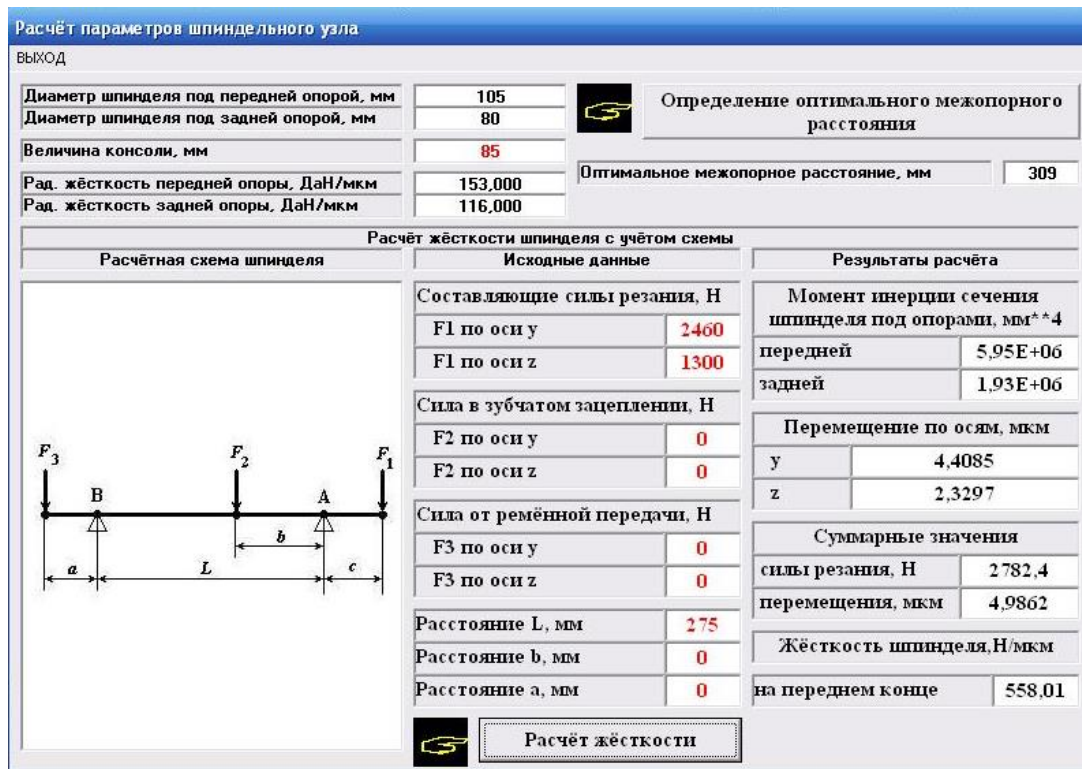 Расчёт параметров шпиндельного узла
ВЫХОД
Диаметр шпинделя под передней опорой, мм 105
Диаметр шпинделя под задней опорой, мм 80
Величина консоли, мм 85
Рад. жёсткость передней опоры, ДаН/мкм 153,000
Рад. жёсткость задней опоры, ДаН/мкм 116,000
Определение оптимального межопорного
расстояния
Оптимальное межопорное расстояние, мм 309
Расчёт жёсткости шпинделя с учётом схемы
Расчётная схема шпинделя
F3
F2
F1
B
A
b
a
L
c
Исходные данные
Составляющие силы резания, Н
F1 по оси y 2460
F1 по оси z 1300
Сила в зубчатом зацеплении, Н
F2 по оси y 0
F2 по оси z 0
Сила от ремённой передачи, Н
F3 по оси y 0
F3 по оси z 0
Расстояние L, мм 275
Расстояние b, мм 0
Расстояние a, мм 0
Расчёт жёсткости
Результаты расчёта
Момент инерции сечения
шпинделя под опорами, мм**4
передней 5,95E+06
задней 1,93E+06
Перемещение по осям, мкм
y 4,4085
z 2,3297
Суммарные значения
силы резания, Н 2782,4
перемещения, мкм 4,9862
Жёсткость шпинделя,Н/мкм
на переднем конце 558,01